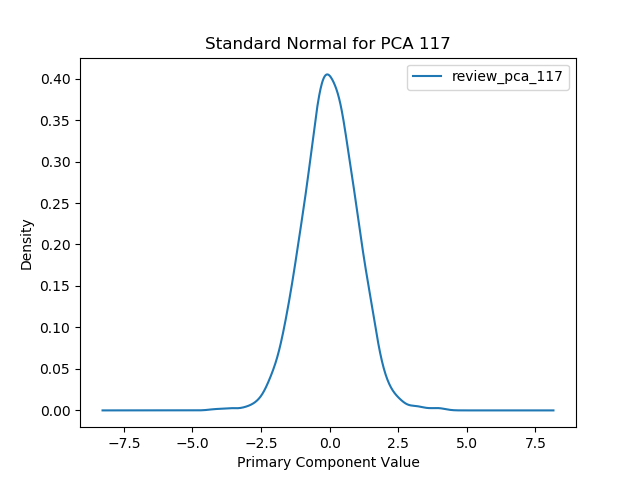 Standard Normal for PCA 117
review_pca_117
0.40
0.35
0.30
0.25
0.20
0.15
0.10
0.05
0.00
Density
−7.5 −5.0 −2.5 0.0 2.5 5.0 7.5
Primary Component Value